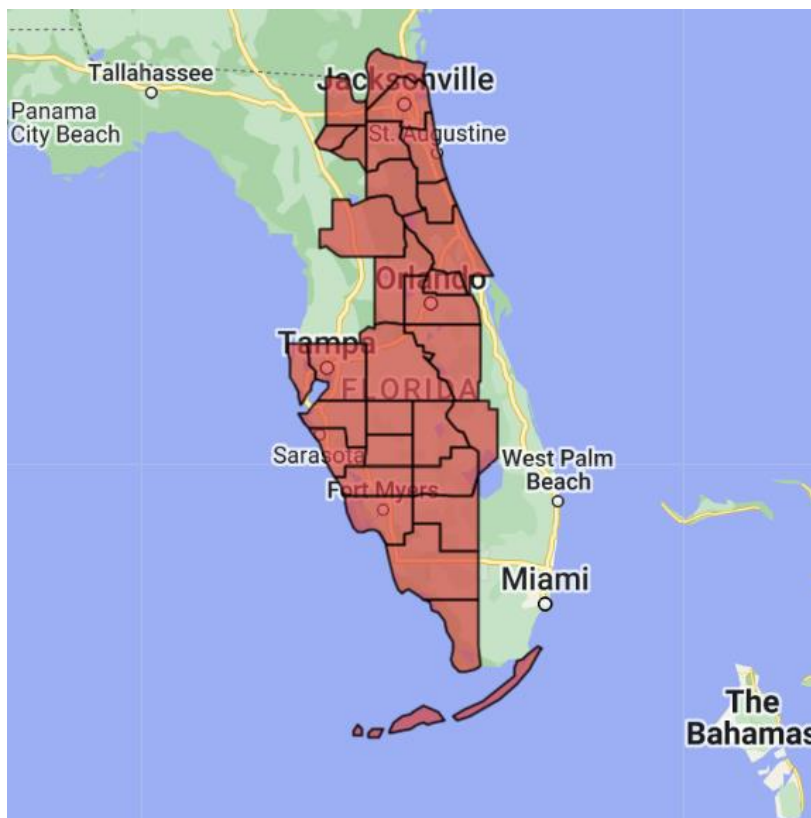 Tallahassee
Jacksonville
Panama
City Beach
St. Augustine
Orlando
Tampa
FLORIDA
Sarasota
West Palm
Beach
Fort Myers
Miami
The
Bahamas